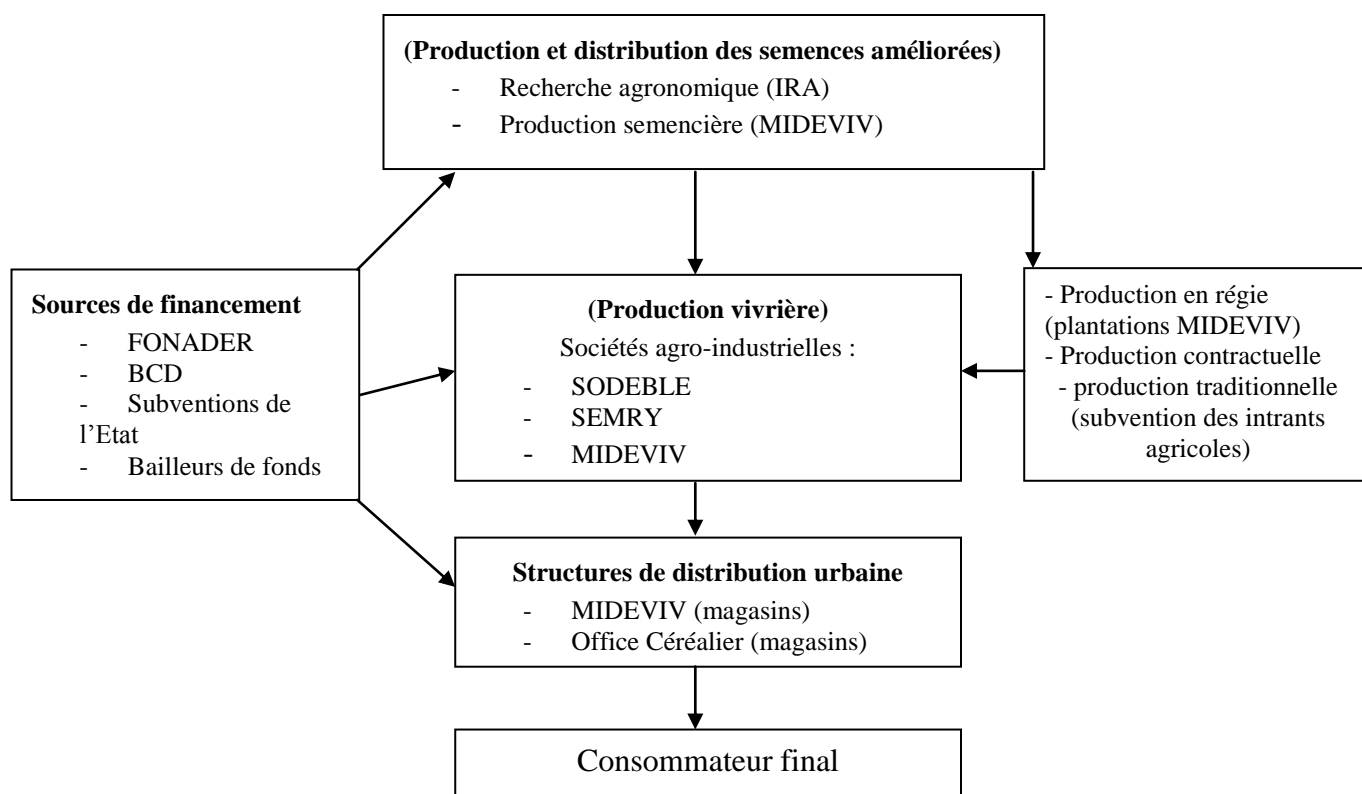 (Production et distribution des semences améliorées)
- Recherche agronomique (IRA)
- Production semencière (MIDEVIV)
Sources de financement
- FONADER
- BCD
- Subventions de
l'Etat
- Bailleurs de fonds
(Production vivrière)
Sociétés agro-industrielles :
- SODEBLE
- SEMRY
- MIDEVIV
- Production en régie
(plantations MIDEVIV)
- Production contractuelle
- production traditionnelle
(subvention des intrants
agricoles)
Structures de distribution urbaine
- MIDEVIV (magasins)
- Office Céréalier (magasins)
Consommateur final